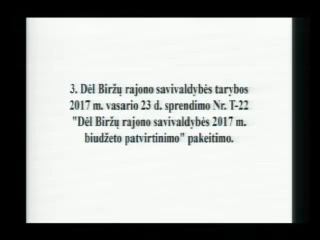 3. Dėl Biržų rajono savivaldybės tarybos
2017 m. vasario 23 d. sprendimo Nr. T-22
"Dėl Biržų rajono savivaldybės 2017 m.
biudžeto patvirtinimo" pakeitimo.